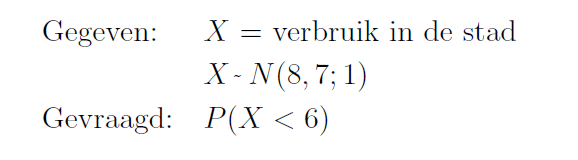 Gegeven: X = verbruik in de stad
X ~ N(8, 7; 1)
Gevraagd: P(X < 6)